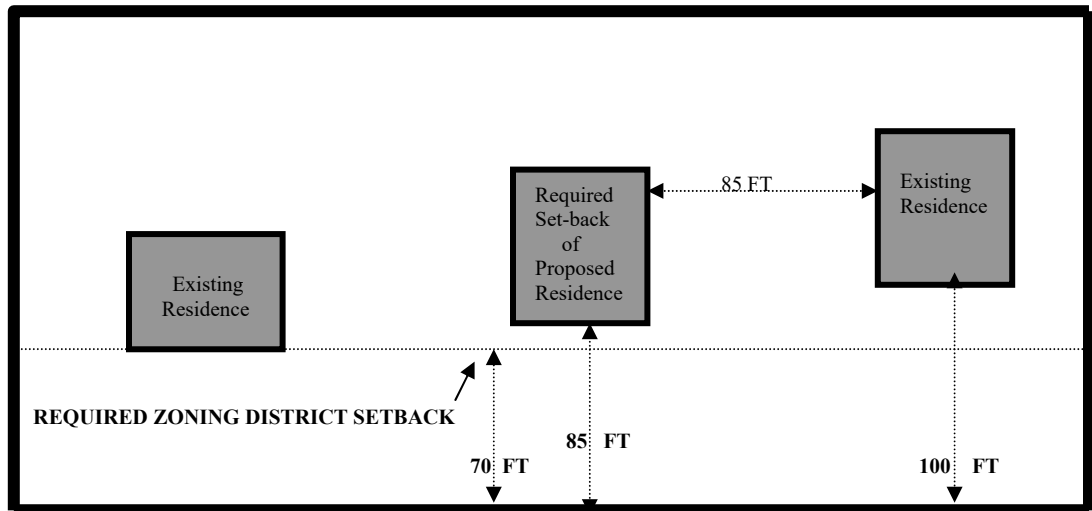 Existing
Residence
Required
Set-back
of
Proposed
Residence
85 FT
Existing
Residence
REQUIRED ZONING DISTRICT SETBACK
70 FT
85 FT
100 FT